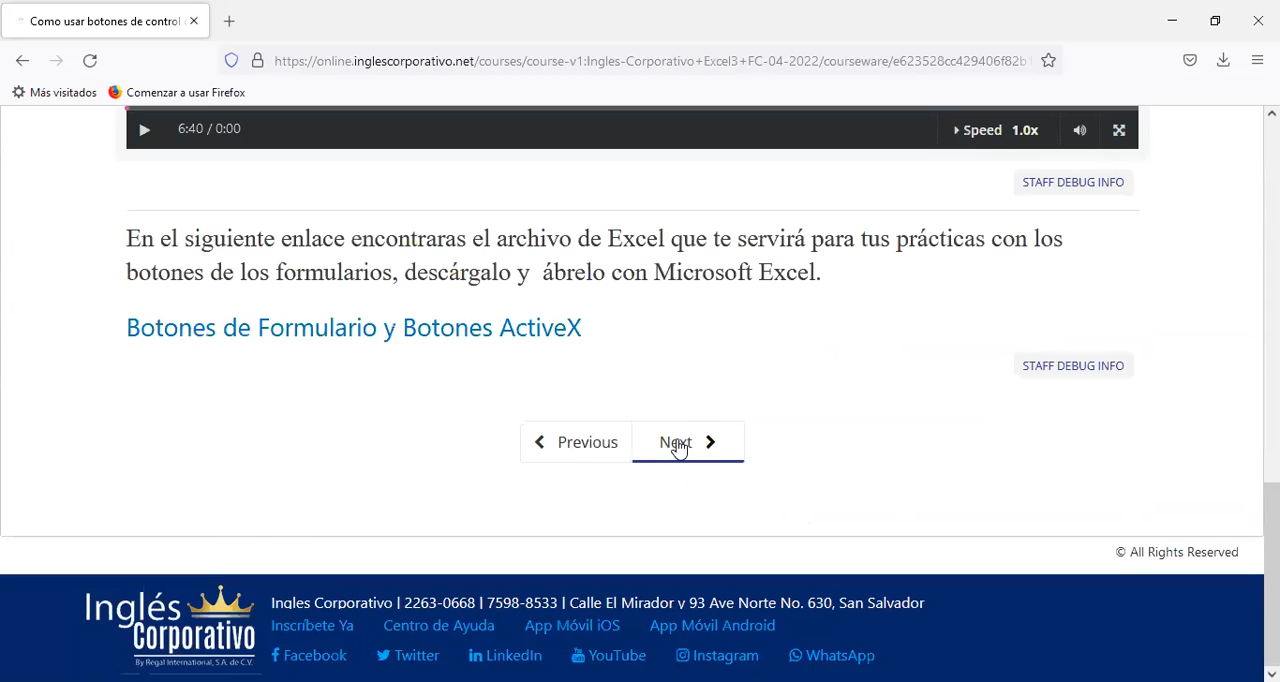 Como usar botones de control
https://online.inglescorporativo.net/courses/course-v1:Ingles-Corporativo+Excel3+FC-04-2022/courseware/e623528cc429406f82b
Más visitados Comenzar a usar Firefox
6:40 / 0:00 Speed 1.0x
STAFF DEBUG INFO
En el siguiente enlace encontraras el archivo de Excel que te servirá para tus prácticas con los
botones de los formularios, descárgalo y ábrelo con Microsoft Excel.
Botones de Formulario y Botones ActiveX
STAFF DEBUG INFO
Previous Next
© All Rights Reserved
Inglés Corporativo
By Regal International, S.A. de C.V.
Ingles Corporativo | 2263-0668 | 7598-8533 | Calle El Mirador y 93 Ave Norte No. 630, San Salvador
Inscríbete Ya Centro de Ayuda App Móvil iOS App Móvil Android
Facebook Twitter LinkedIn YouTube Instagram WhatsApp